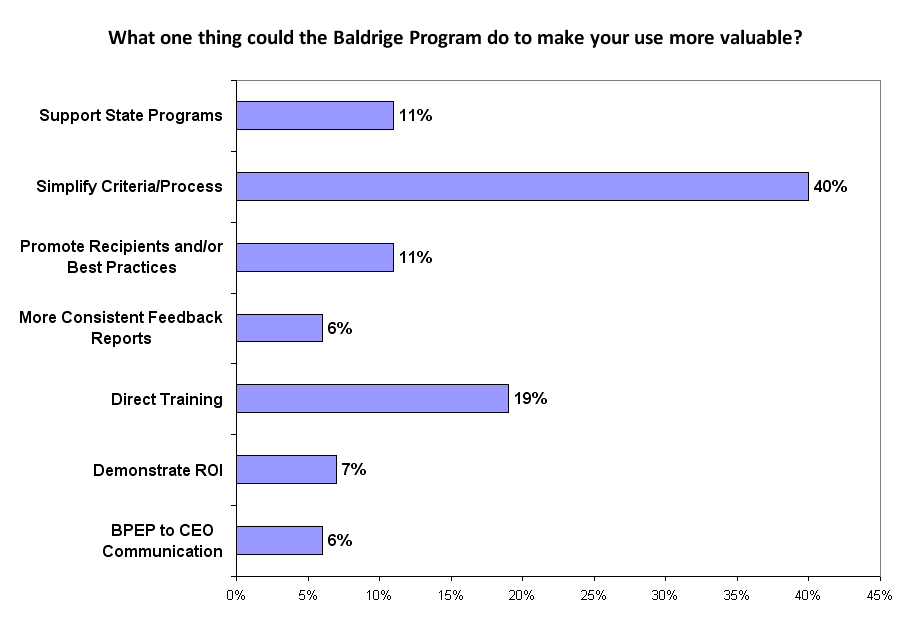 What one thing could the Baldrige Program do to make your use more valuable?
Support State Programs
11%
Simplify Criteria/Process
40%
Promote Recipients and/or
Best Practices
11%
More Consistent Feedback
Reports
6%
Direct Training
19%
Demonstrate ROI
7%
BPEP to CEO
Communication
6%
0% 5% 10% 15% 20% 25% 30% 35% 40% 45%